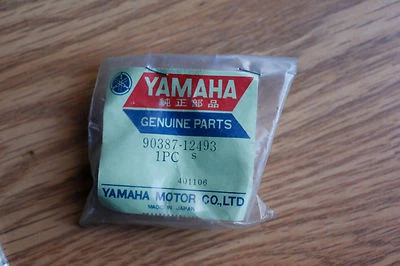 YAMAHA
純正部品
GENUINE PARTS
90387-12493
1PC S
401106
YAMAHA MOTOR CO.,LTD
MADE IN JAPAN